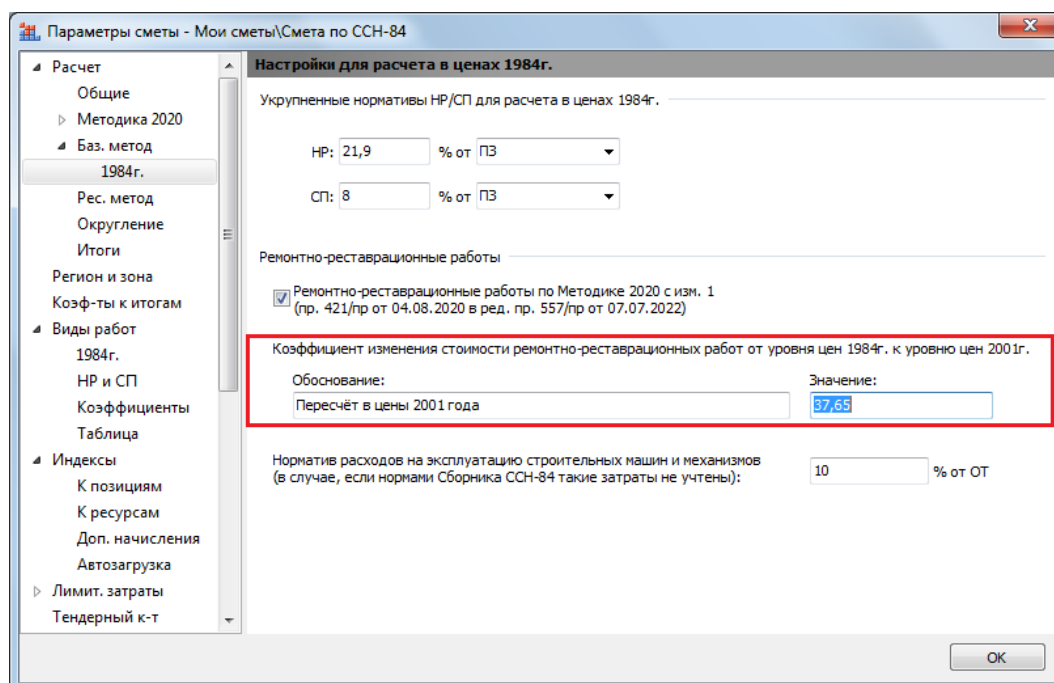 Параметры сметы - Мои сметы\Смета по ССН-84
Расчет
Общие
Методика 2020
Баз. метод
1984г.
Рес. метод
Округление
Итоги
Регион и зона
Коэф-ты к итогам
Виды работ
1984г.
НР и СП
Коэффициенты
Таблица
Индексы
К позициям
К ресурсам
Доп. начисления
Автозагрузка
Лимит. затраты
Тендерный к-т
Настройки для расчета в ценах 1984г.
Укрупненные нормативы НР/СП для расчета в ценах 1984г.
НР: 21,9 % от ПЗ
СП: 8 % от ПЗ
Ремонтно-реставрационные работы
Ремонтно-реставрационные работы по Методике 2020 с изм. 1
(пр. 421/пр от 04.08.2020 в ред. пр. 557/пр от 07.07.2022)
Коэффициент изменения стоимости ремонтно-реставрационных работ от уровня цен 1984г. к уровню цен 2001г.
Обоснование: Значение:
Пересчёт в цены 2001 года 37,65
Норматив расходов на эксплуатацию строительных машин и механизмов
(в случае, если нормами Сборника ССН-84 такие затраты не учтены): 10 % от ОТ
ОК